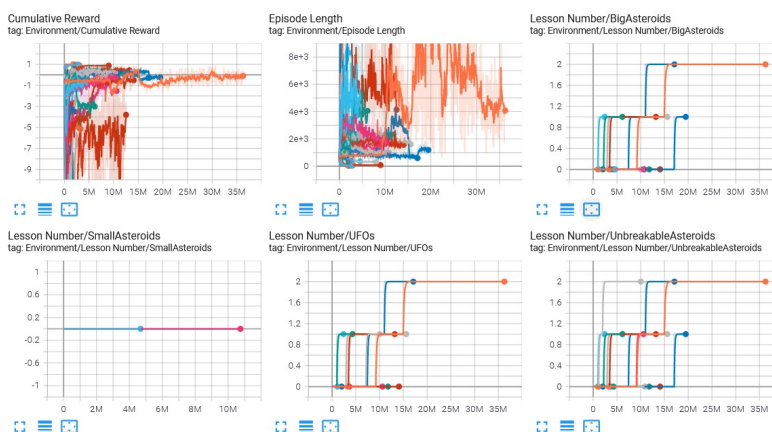 Cumulative Reward
tag: Environment/Cumulative Reward
1
-1
-3
-5
-7
-9
0 5M 10M 15M 20M 25M 30M 35M
Episode Length
tag: Environment/Episode Length
8e+3
6e+3
4e+3
2e+3
0
0 10M 20M 30M
Lesson Number/BigAsteroids
tag: Environment/Lesson Number/BigAsteroids
2
1.6
1.2
0.8
0.4
0
0 5M 10M 15M 20M 25M 30M 35M
Lesson Number/SmallAsteroids
tag: Environment/Lesson Number/SmallAsteroids
1
0.6
0.2
-0.2
-0.6
-1
0 2M 4M 6M 8M 10M
Lesson Number/UFOs
tag: Environment/Lesson Number/UFOs
2
1.6
1.2
0.8
0.4
0
0 5M 10M 15M 20M 25M 30M 35M
Lesson Number/UnbreakableAsteroids
tag: Environment/Lesson Number/UnbreakableAsteroids
2
1.6
1.2
0.8
0.4
0
0 5M 10M 15M 20M 25M 30M 35M